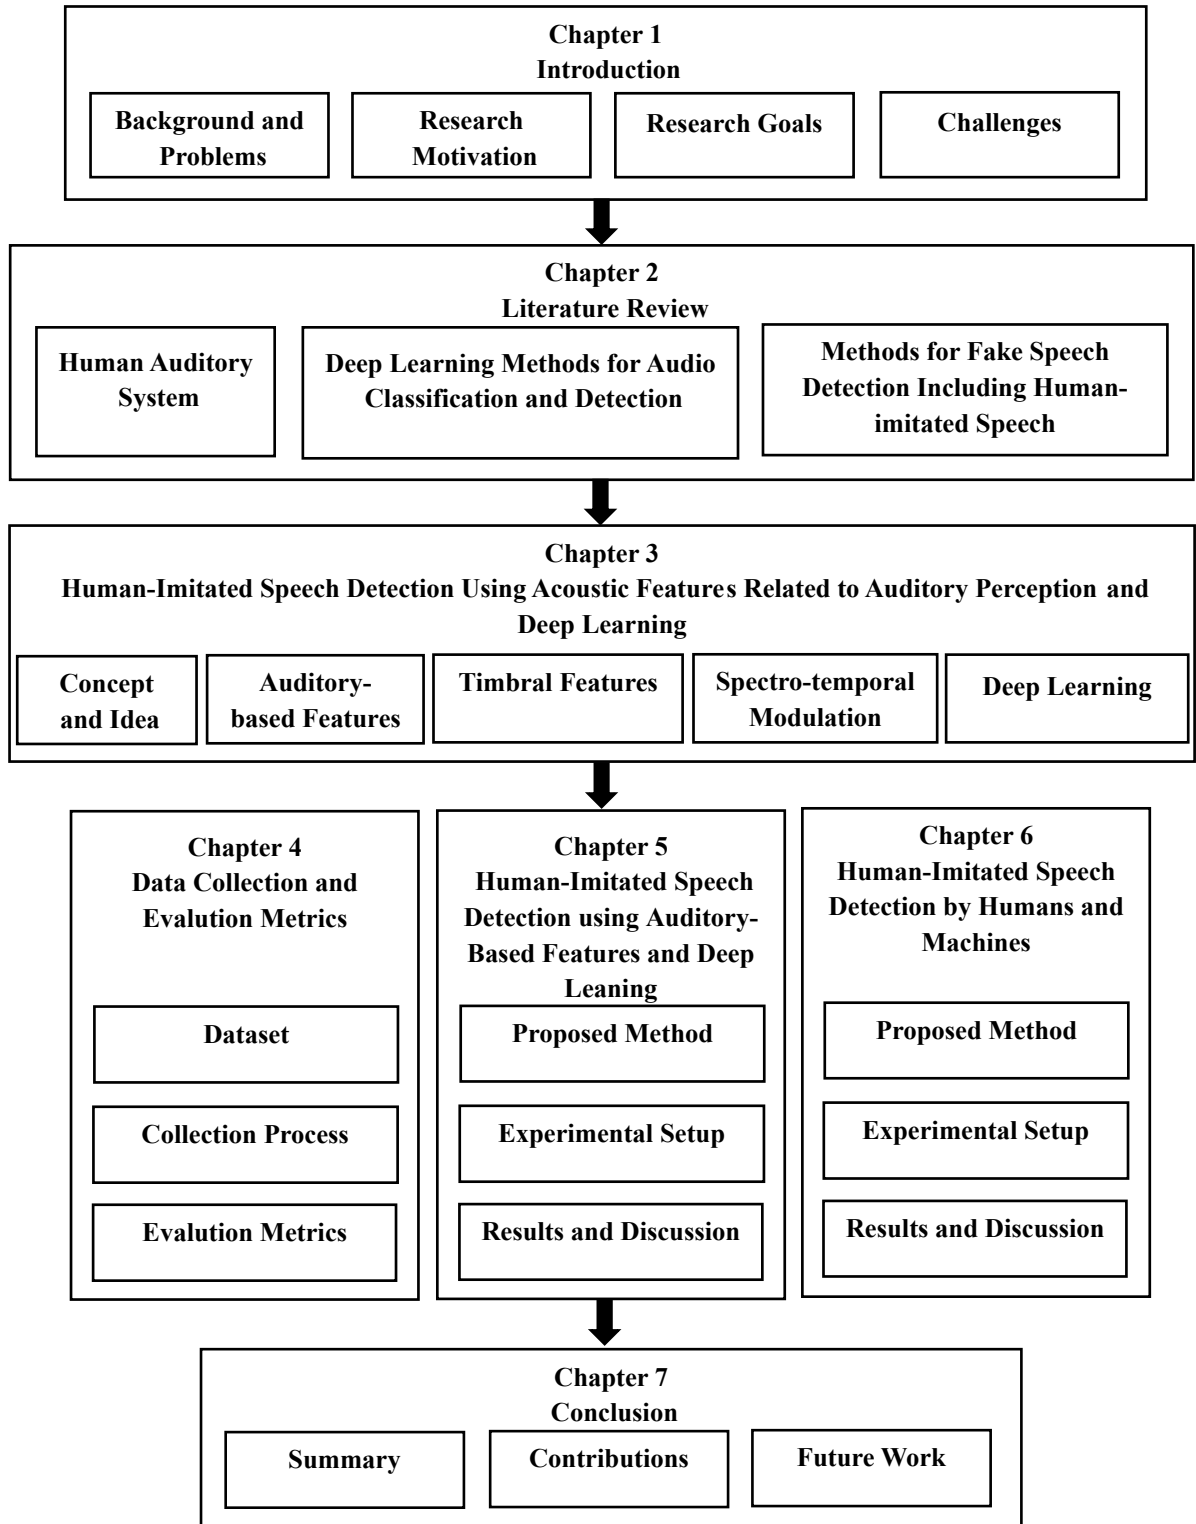 Chapter 1
Introduction
Background and
Problems
Research
Motivation
Research Goals
Challenges
Chapter 2
Literature Review
Human Auditory
System
Deep Learning Methods for Audio
Classification and Detection
Methods for Fake Speech
Detection Including Human-
imitated Speech
Chapter 3
Human-Imitated Speech Detection Using Acoustic Features Related to Auditory Perception and
Deep Learning
Concept
and Idea
Auditory-
based Features
Timbral Features
Spectro-temporal
Modulation
Deep Learning
Chapter 4
Data Collection and
Evalution Metrics
Dataset
Collection Process
Evalution Metrics
Chapter 5
Human-Imitated Speech
Detection using Auditory-
Based Features and Deep
Leaning
Proposed Method
Experimental Setup
Results and Discussion
Chapter 6
Human-Imitated Speech
Detection by Humans and
Machines
Proposed Method
Experimental Setup
Results and Discussion
Chapter 7
Conclusion
Summary
Contributions
Future Work